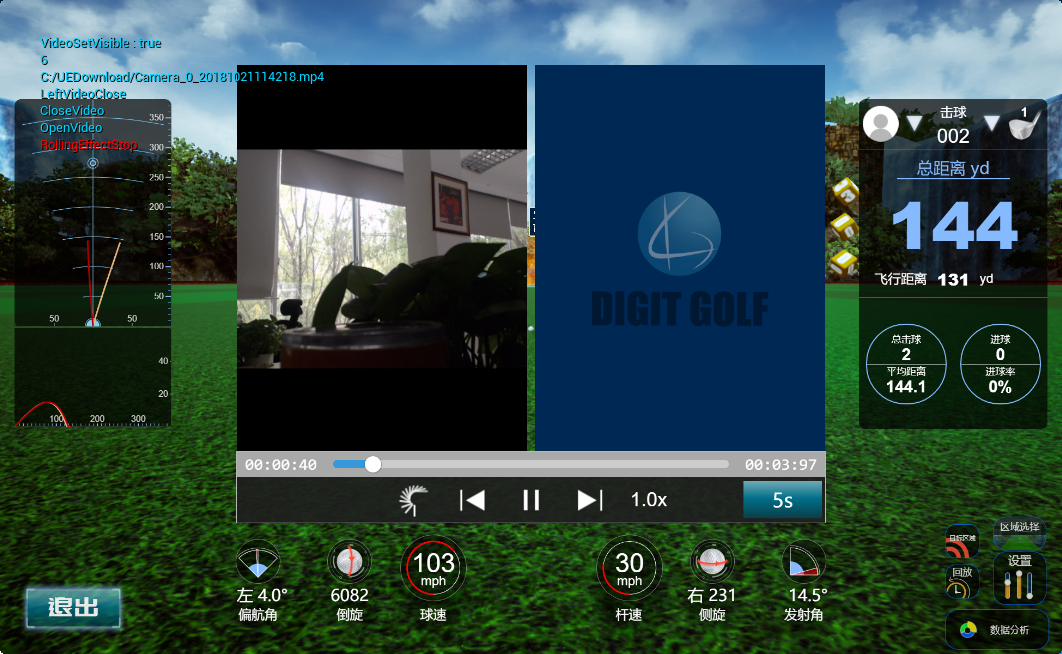 VideoSetVisible : true
6
C:/UEDownload/Camera_0_20181021114218.mp4
LeftVideoClose
CloseVideo
OpenVideo
RollingEffectStop
350
300
250
200
150
100
50
50
50
40
20
100
200
300
DIGIT GOLF
00:00:40
00:03:97
1.0x
5s
击球
002
1
总距离 yd
144
飞行距离 131 yd
总击球
2
平均距离
144.1
进球
0
进球率
0%
左 4.0°
偏航角
6082
倒旋
103
mph
球速
30
mph
杆速
右 231
侧旋
14.5°
发射角
退出
目标区域
区域选择
回放
设置
数据分析